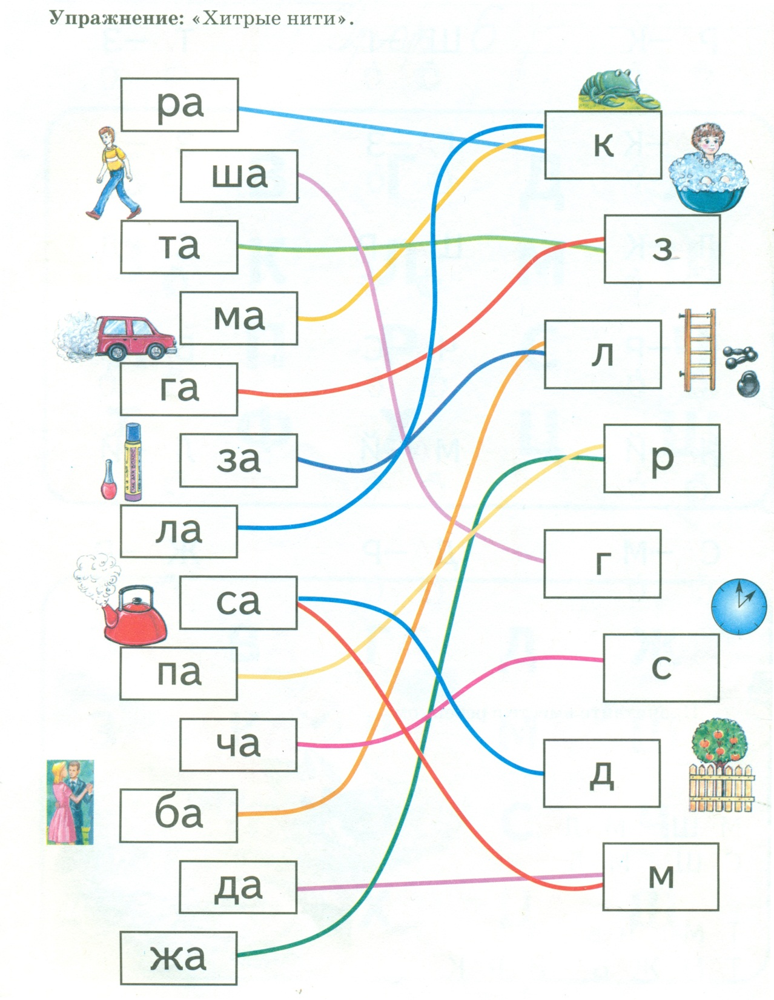 Упражнение: «Хитрые нити».
ра
к
ша
та
з
ма
л
га
за
р
ла
г
са
с
па
ча
д
ба
м
да
жа